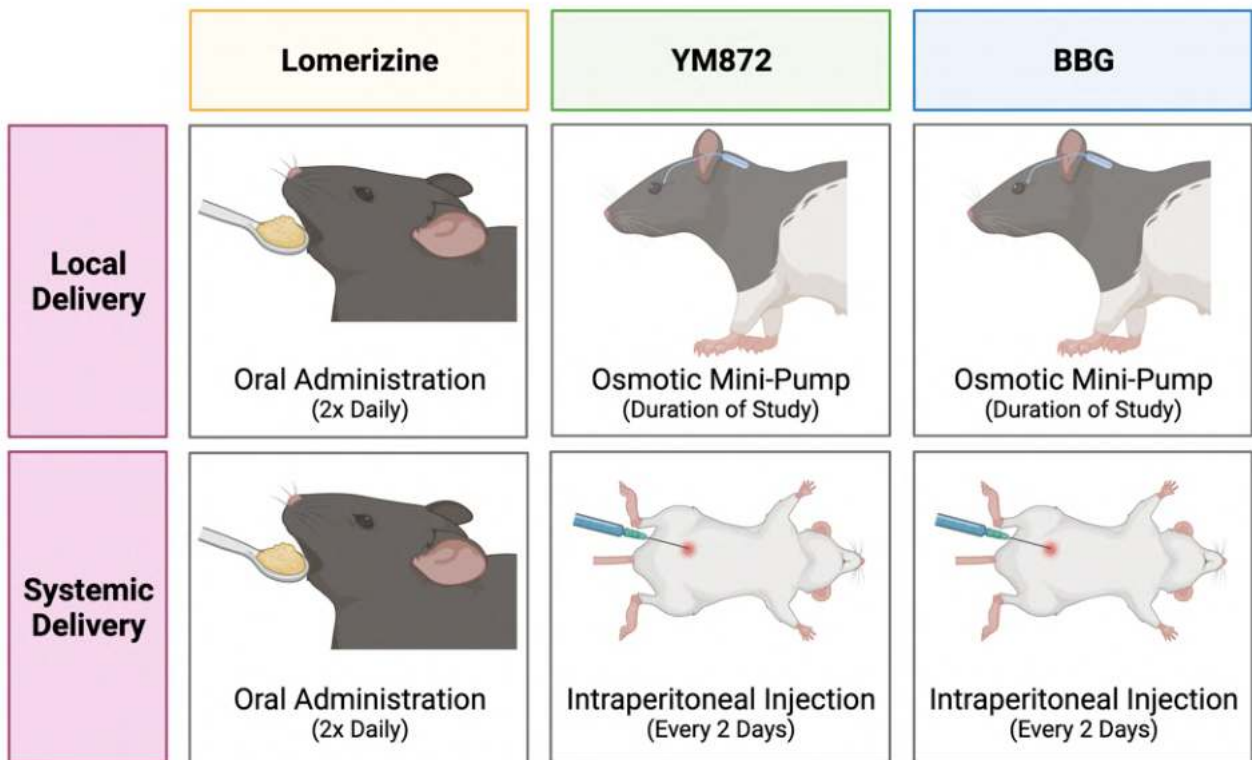 Lomerizine
YM872
BBG
Local
Delivery
Oral Administration
(2x Daily)
Osmotic Mini-Pump
(Duration of Study)
Osmotic Mini-Pump
(Duration of Study)
Systemic
Delivery
Oral Administration
(2x Daily)
Intraperitoneal Injection
(Every 2 Days)
Intraperitoneal Injection
(Every 2 Days)